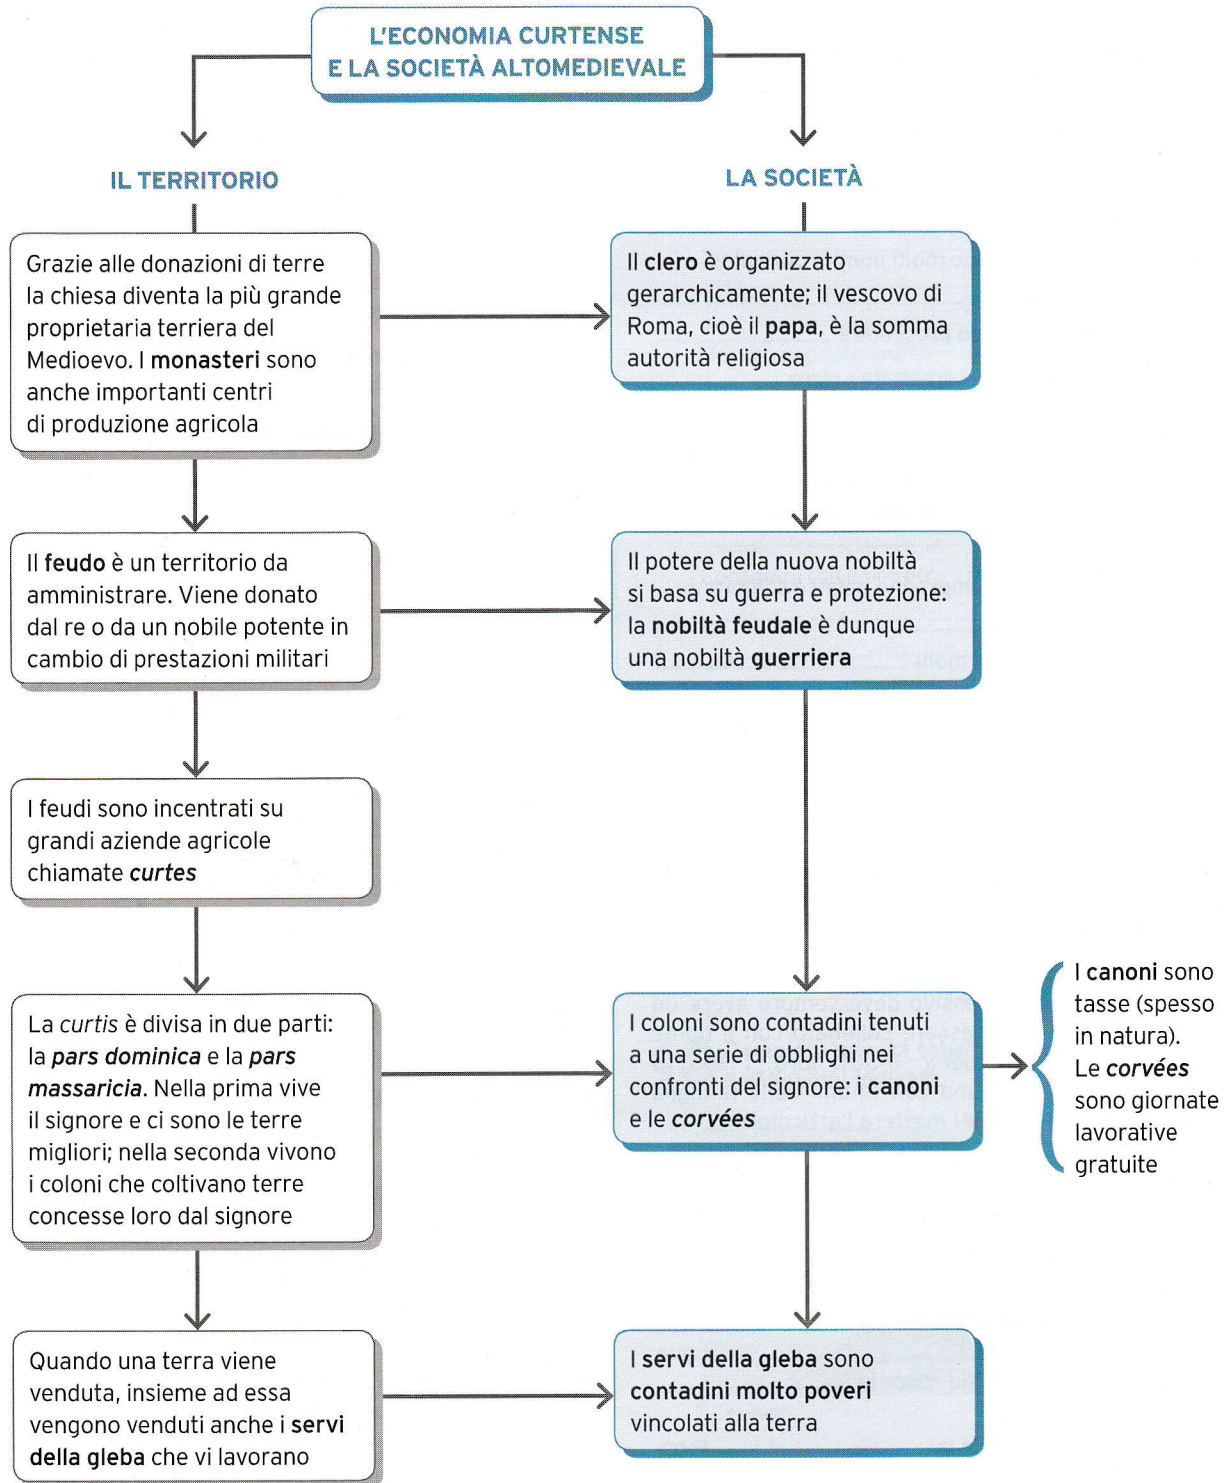 L'ECONOMIA CURTENSE
E LA SOCIETÀ ALTOMEDIEVALE
IL TERRITORIO
LA SOCIETÀ
Grazie alle donazioni di terre
la chiesa diventa la più grande
proprietaria terriera del
Medioevo. I monasteri sono
anche importanti centri
di produzione agricola
Il clero è organizzato
gerarchicamente; il vescovo di
Roma, cioè il papa, è la somma
autorità religiosa
Il feudo è un territorio da
amministrare. Viene donato
dal re o da un nobile potente in
cambio di prestazioni militari
Il potere della nuova nobiltà
si basa su guerra e protezione:
la nobiltà feudale è dunque
una nobiltà guerriera
I feudi sono incentrati su
grandi aziende agricole
chiamate curtes
La curtis è divisa in due parti:
la pars dominica e la pars
massaricia. Nella prima vive
il signore e ci sono le terre
migliori; nella seconda vivono
i coloni che coltivano terre
concesse loro dal signore
I coloni sono contadini tenuti
a una serie di obblighi nei
confronti del signore: i canoni
e le corvées
I canoni sono
tasse (spesso
in natura).
Le corvées
sono giornate
lavorative
gratuite
Quando una terra viene
venduta, insieme ad essa
vengono venduti anche i servi
della gleba che vi lavorano
I servi della gleba sono
contadini molto poveri
vincolati alla terra